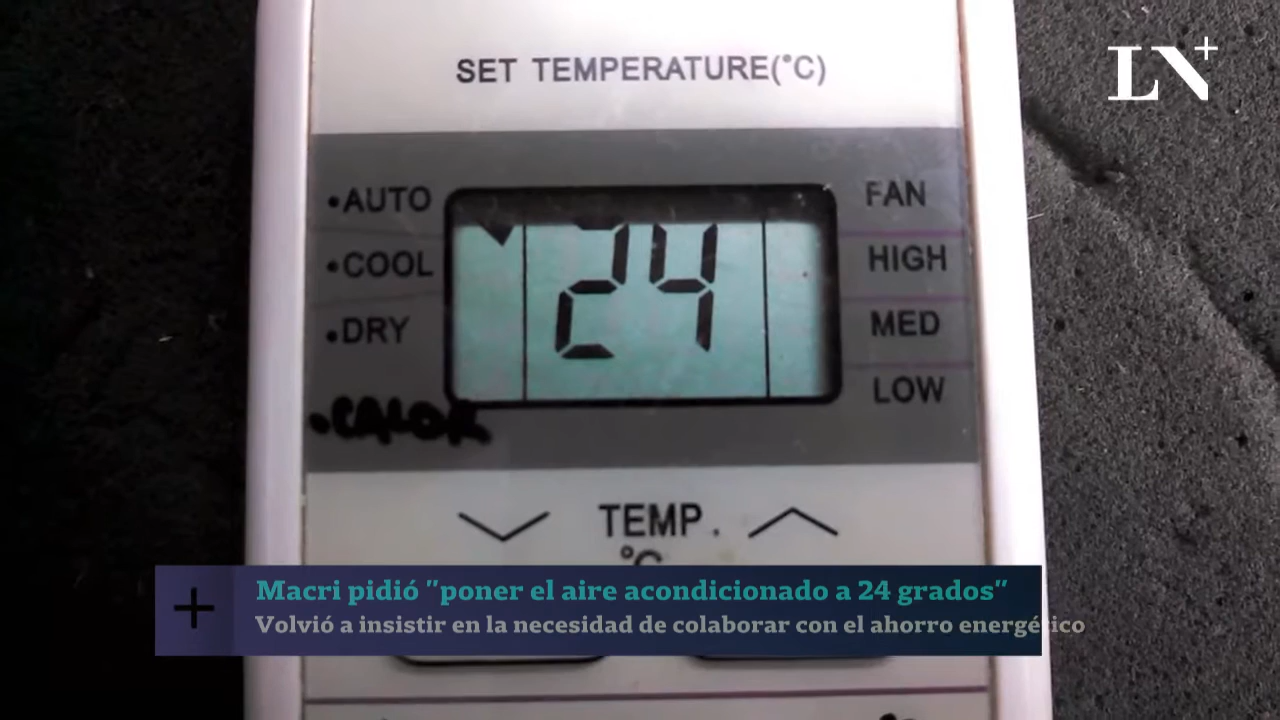 LN+
SET TEMPERATURE(°C)
•AUTO
FAN
24
•COOL
HIGH
•DRY
MED
LOW
•CALOR
TEMP.
°C
+
Macri pidió "poner el aire acondicionado a 24 grados"
Volvió a insistir en la necesidad de colaborar con el ahorro energético